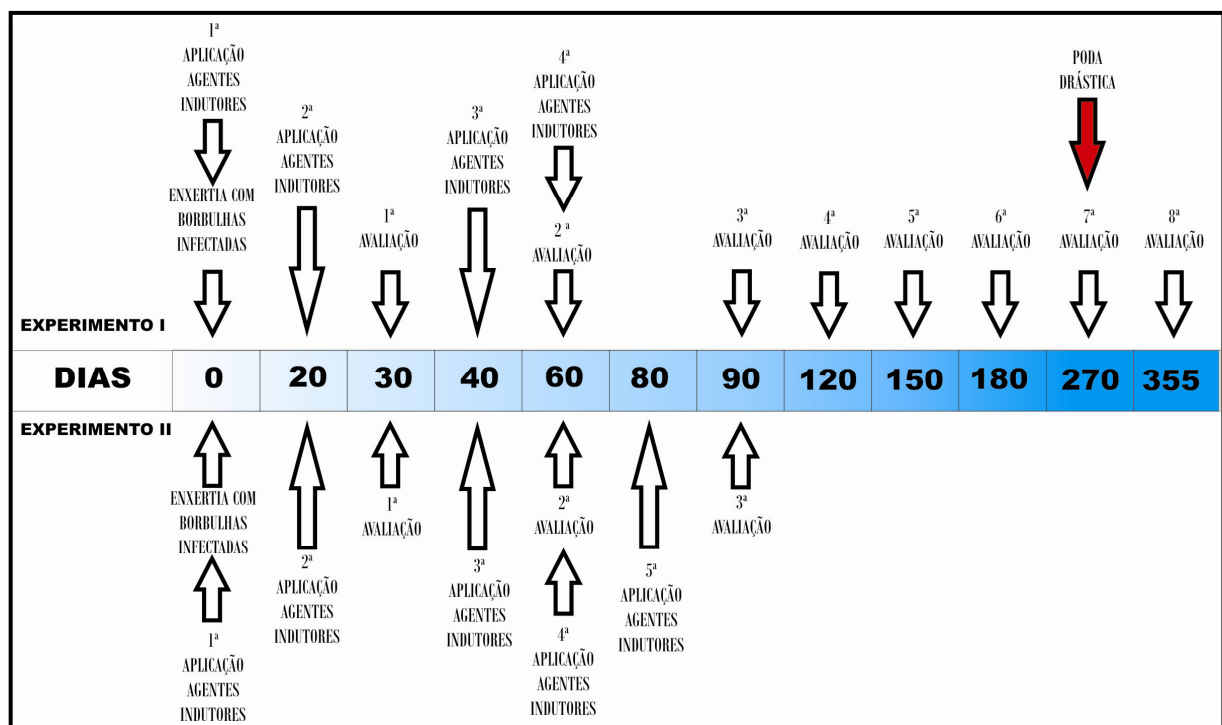 1ª
APLICAÇÃO
AGENTES
INDUTORES
ENXERTIA COM
BORBULHAS
INFECTADAS
2ª
APLICAÇÃO
AGENTES
INDUTORES
1ª
AVALIAÇÃO
3ª
APLICAÇÃO
AGENTES
INDUTORES
4ª
APLICAÇÃO
AGENTES
INDUTORES
2 ª
AVALIAÇÃO
3ª
AVALIAÇÃO
4ª
AVALIAÇÃO
5ª
AVALIAÇÃO
6ª
AVALIAÇÃO
PODA
DRÁSTICA
7ª
AVALIAÇÃO
8ª
AVALIAÇÃO
EXPERIMENTO I
DIAS 0 20 30 40 60 80 90 120 150 180 270 355
EXPERIMENTO II
ENXERTIA COM
BORBULHAS
INFECTADAS
1ª
APLICAÇÃO
AGENTES
INDUTORES
2ª
APLICAÇÃO
AGENTES
INDUTORES
1ª
AVALIAÇÃO
3ª
APLICAÇÃO
AGENTES
INDUTORES
2ª
AVALIAÇÃO
4ª
APLICAÇÃO
AGENTES
INDUTORES
5ª
APLICAÇÃO
AGENTES
INDUTORES
3ª
AVALIAÇÃO